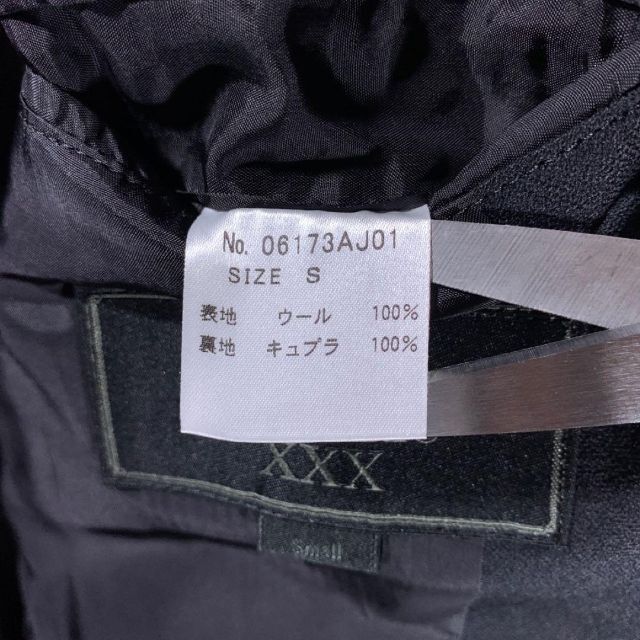 No. 06173AJ01
SIZE S
表地 ウール 100%
裏地 キュプラ 100%
XXX
Small